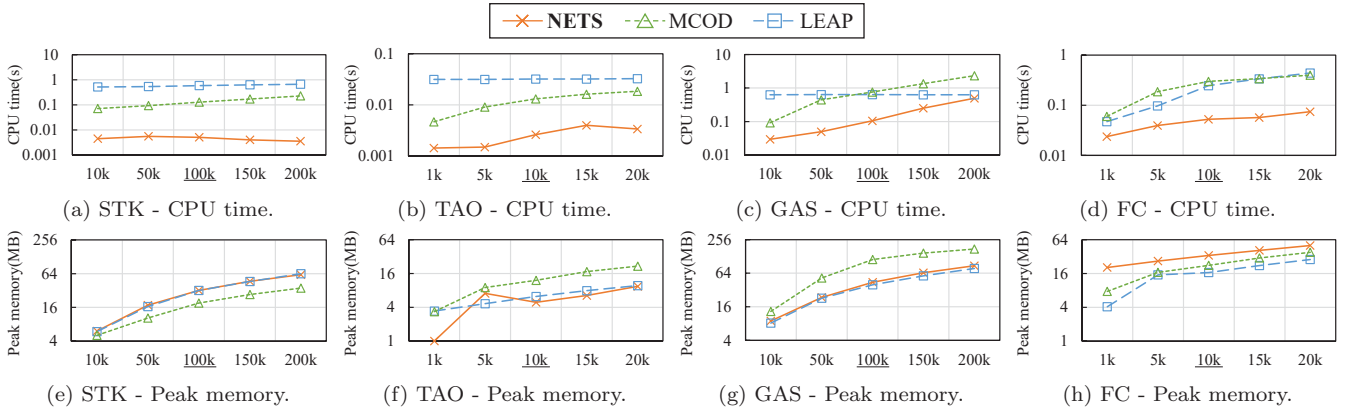 NETS MCOD LEAP
CPU time(s)
10
1
0.1
0.01
0.001
10k 50k 100k 150k 200k
(a) STK - CPU time.
CPU time(s)
0.1
0.01
0.001
1k 5k 10k 15k 20k
(b) TAO - CPU time.
CPU time(s)
10
1
0.1
0.01
10k 50k 100k 150k 200k
(c) GAS - CPU time.
CPU time(s)
1
0.1
0.01
1k 5k 10k 15k 20k
(d) FC - CPU time.
Peak memory(MB)
256
64
16
4
10k 50k 100k 150k 200k
(e) STK - Peak memory.
Peak memory(MB)
64
16
4
1
1k 5k 10k 15k 20k
(f) TAO - Peak memory.
Peak memory(MB)
256
64
16
4
10k 50k 100k 150k 200k
(g) GAS - Peak memory.
Peak memory(MB)
64
16
4
1
1k 5k 10k 15k 20k
(h) FC - Peak memory.